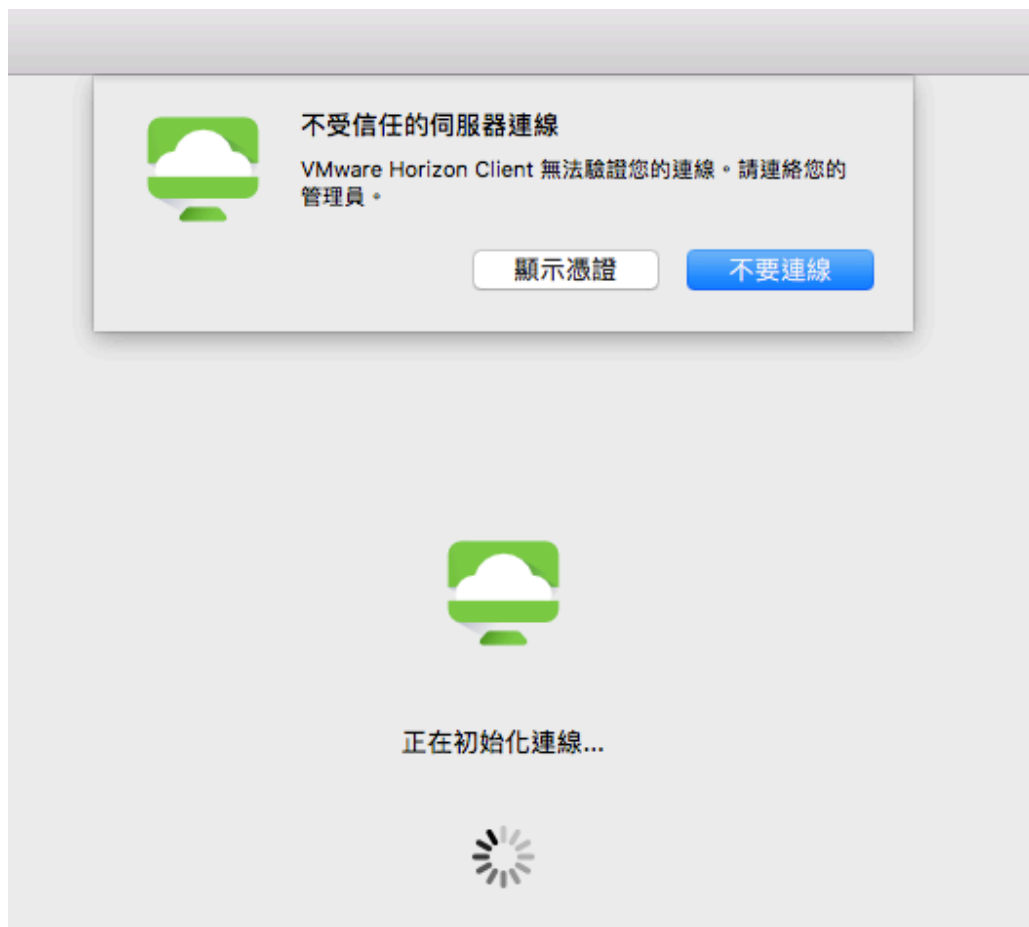 不受信任的伺服器連線
VMware Horizon Client 無法驗證您的連線。請連絡您的
管理員。
顯示憑證
不要連線
正在初始化連線...